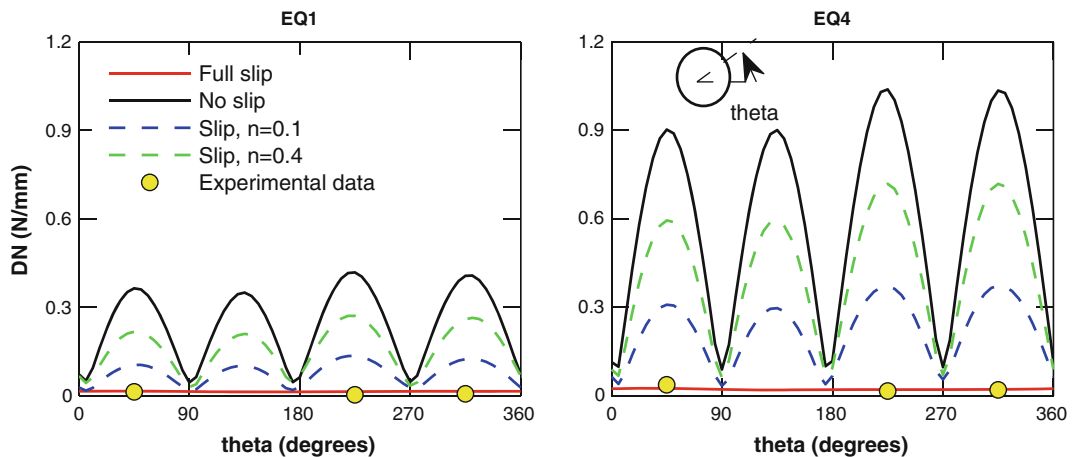 EQ1
1.2
0.9
0.6
0.3
0
DN (N/mm)
Full slip
No slip
Slip, n=0.1
Slip, n=0.4
Experimental data
0 90 180 270 360
theta (degrees)
EQ4
1.2
0.9
0.6
0.3
0
theta
0 90 180 270 360
theta (degrees)